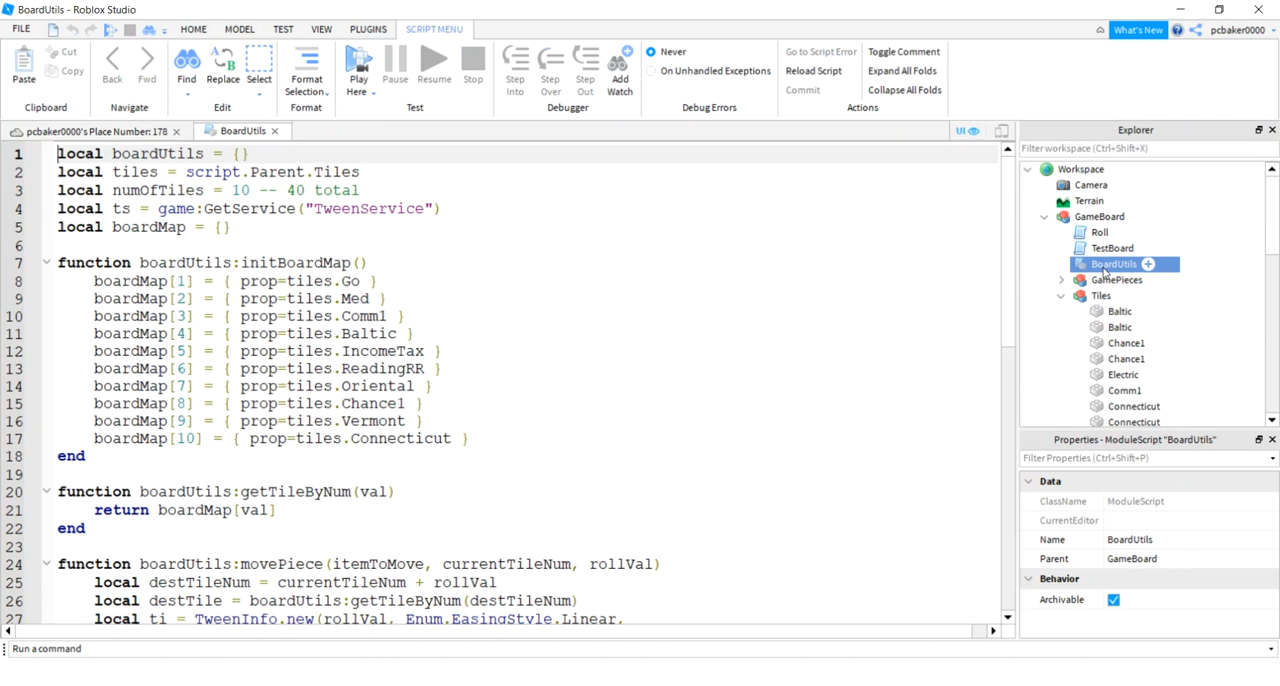 BoardUtils - Roblox Studio
FILE HOME MODEL TEST VIEW PLUGINS SCRIPT MENU What's New pcbaker0000
Paste Cut Copy Back Fwd Find Replace Select Format Selection Play Here Pause Resume Stop Step Into Step Over Step Out Add Watch Never On Unhandled Exceptions Go to Script Error Reload Script Commit Toggle Comment Expand All Folds Collapse All Folds
Clipboard Navigate Edit Format Test Debugger Debug Errors Actions
pcbaker0000's Place Number: 178 BoardUtils UI
1 local boardUtils = {}
2 local tiles = script.Parent.Tiles
3 local numOfTiles = 10 -- 40 total
4 local ts = game:GetService("TweenService")
5 local boardMap = {}
6
7 function boardUtils:initBoardMap()
8 boardMap[1] = { prop=tiles.Go }
9 boardMap[2] = { prop=tiles.Med }
10 boardMap[3] = { prop=tiles.Comm1 }
11 boardMap[4] = { prop=tiles.Baltic }
12 boardMap[5] = { prop=tiles.IncomeTax }
13 boardMap[6] = { prop=tiles.ReadingRR }
14 boardMap[7] = { prop=tiles.Oriental }
15 boardMap[8] = { prop=tiles.Chance1 }
16 boardMap[9] = { prop=tiles.Vermont }
17 boardMap[10] = { prop=tiles.Connecticut }
18 end
19
20 function boardUtils:getTileByNum(val)
21 return boardMap[val]
22 end
23
24 function boardUtils:movePiece(itemToMove, currentTileNum, rollVal)
25 local destTileNum = currentTileNum + rollVal
26 local destTile = boardUtils:getTileByNum(destTileNum)
27 local ti = TweenInfo.new(rollVal, Enum.EasingStyle.Linear,
Explorer
Filter workspace (Ctrl+Shift+X)
Workspace
Camera
Terrain
GameBoard
Roll
TestBoard
BoardUtils
GamePieces
Tiles
Baltic
Baltic
Chance1
Chance1
Electric
Comm1
Connecticut
Connecticut
Properties - ModuleScript "BoardUtils"
Filter Properties (Ctrl+Shift+P)
Data
ClassName ModuleScript
CurrentEditor
Name BoardUtils
Parent GameBoard
Behavior
Archivable
Run a command